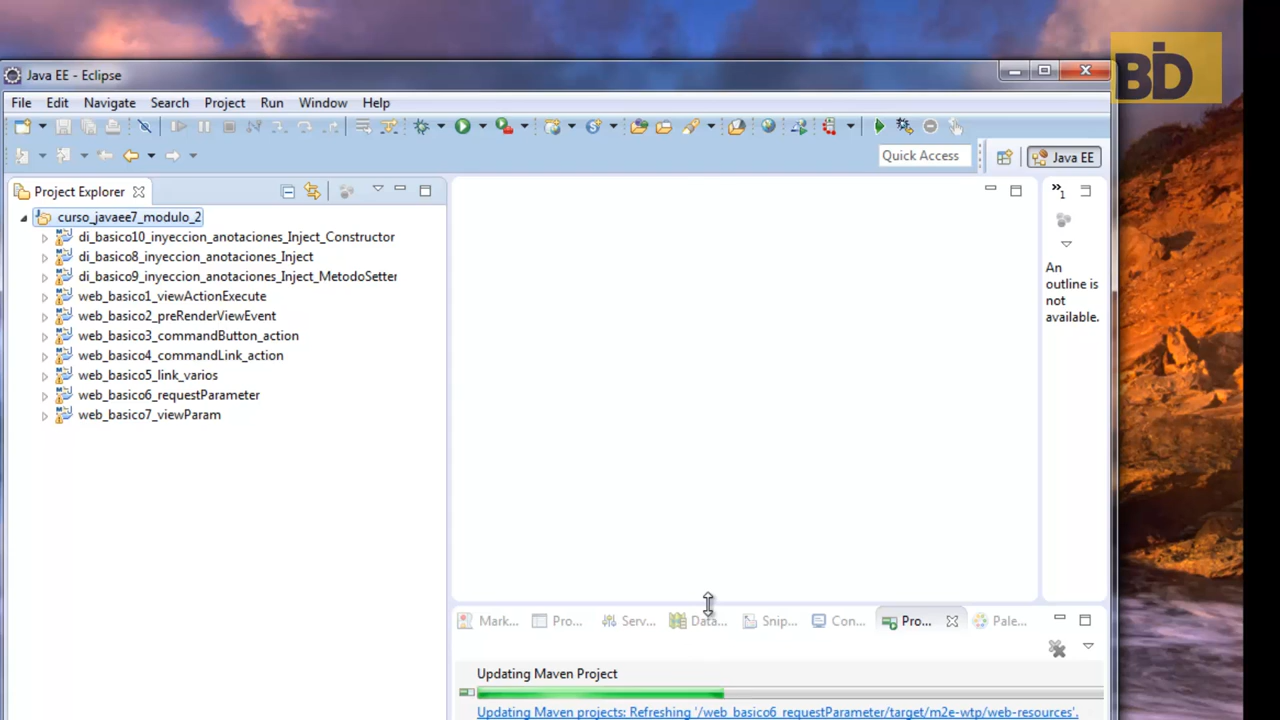 BID
Java EE - Eclipse
File Edit Navigate Search Project Run Window Help
Quick Access
Java EE
Project Explorer
1
curso_javaee7_modulo_2
di_basico10_inyeccion_anotaciones_Inject_Constructor
di_basico8_inyeccion_anotaciones_Inject
di_basico9_inyeccion_anotaciones_Inject_MetodoSetter
web_basico1_viewActionExecute
web_basico2_preRenderViewEvent
web_basico3_commandButton_action
web_basico4_commandLink_action
web_basico5_link_varios
web_basico6_requestParameter
web_basico7_viewParam
An
outline is
not
available.
Mark... Pro... Serv... Data... Snip... Con... Pro... Pale...
Updating Maven Project
Updating Maven projects: Refreshing '/web_basico6_requestParameter/target/m2e-wtp/web-resources'.